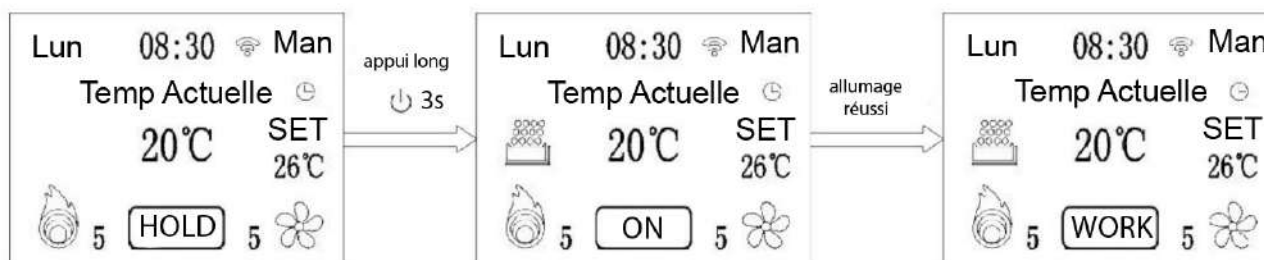 Lun 08:30 Man
Temp Actuelle
20℃
SET
26℃
5 HOLD 5
appui long
3s
Lun 08:30 Man
Temp Actuelle
20℃
SET
26℃
5 ON 5
allumage
réussi
Lun 08:30 Man
Temp Actuelle
20℃
SET
26℃
5 WORK 5